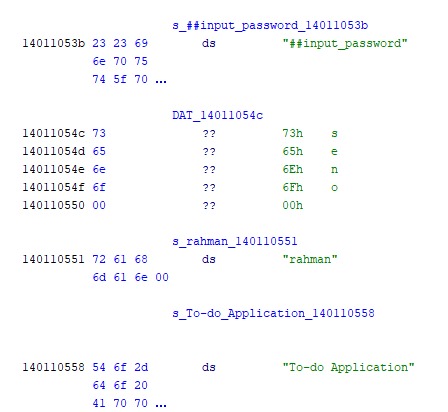 s_##input_password_14011053b
14011053b 23 23 69 ds "##input_password"
6e 70 75
74 5f 70 ...
DAT_14011054c
14011054c 73 ?? 73h s
14011054d 65 ?? 65h e
14011054e 6e ?? 6Eh n
14011054f 6f ?? 6Fh o
140110550 00 ?? 00h
s_rahman_140110551
140110551 72 61 68 ds "rahman"
6d 61 6e 00
s_To-do_Application_140110558
140110558 54 6f 2d ds "To-do Application"
64 6f 20
41 70 70 ...